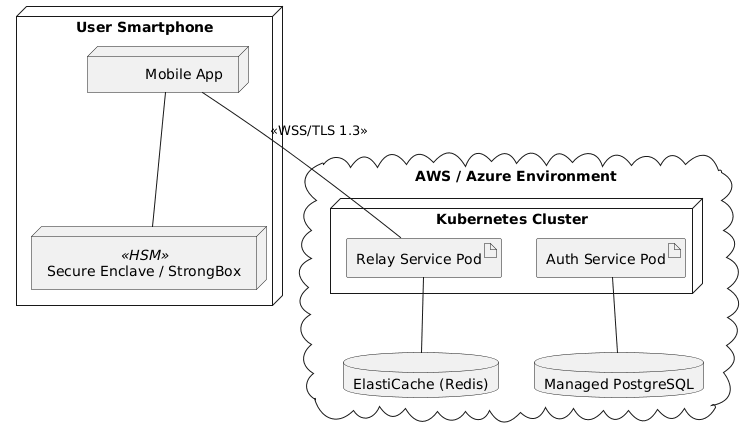 User Smartphone
Mobile App
«WSS/TLS 1.3»
AWS / Azure Environment
Kubernetes Cluster
«HSM»
Secure Enclave / StrongBox
Relay Service Pod
Auth Service Pod
ElastiCache (Redis)
Managed PostgreSQL